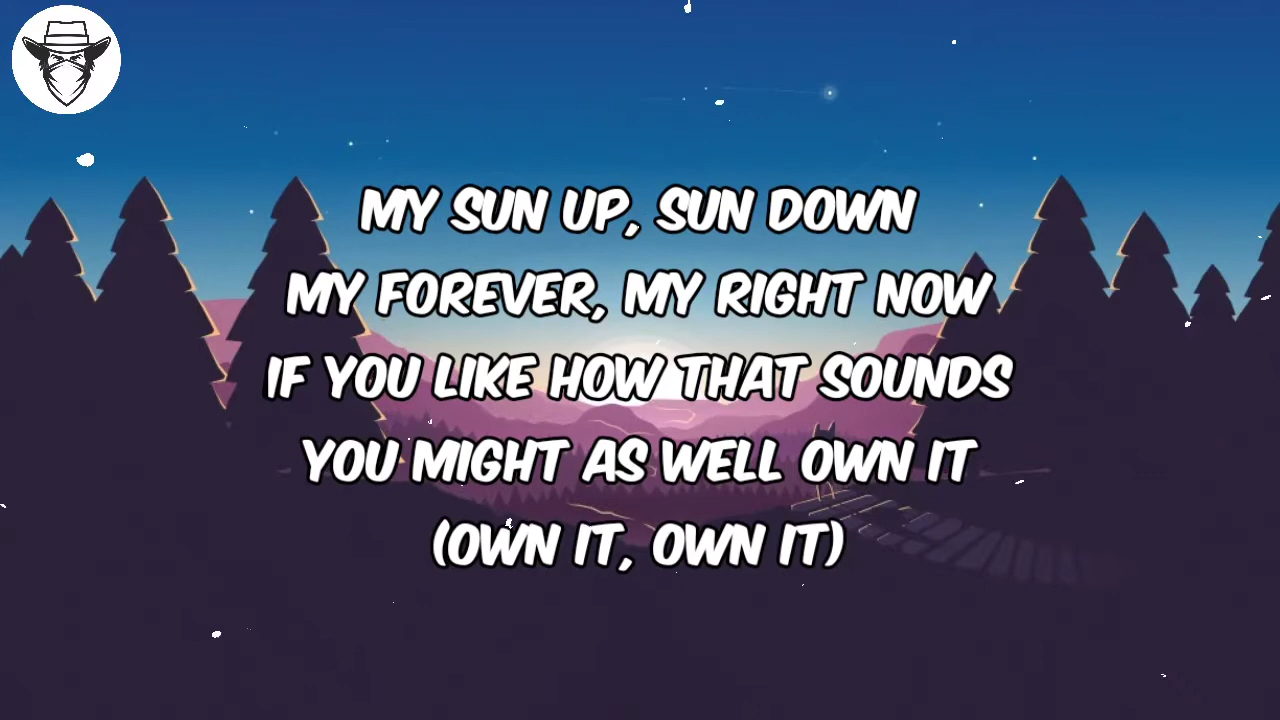 MY SUN UP, SUN DOWN
MY FOREVER, MY RIGHT NOW
IF YOU LIKE HOW THAT SOUNDS
YOU MIGHT AS WELL OWN IT
(OWN IT, OWN IT)